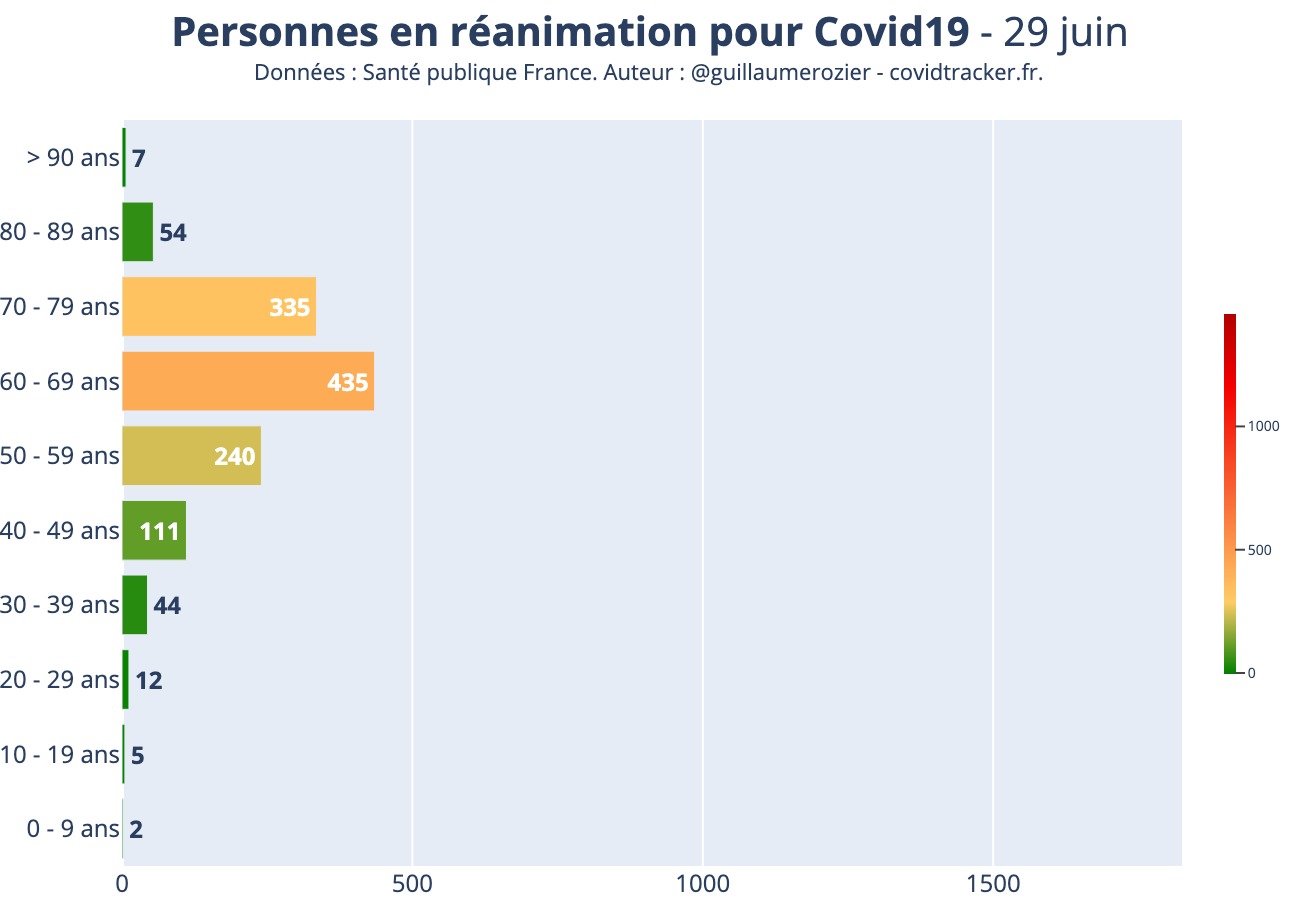 Personnes en réanimation pour Covid19 - 29 juin
Données : Santé publique France. Auteur : @guillaumerozier - covidtracker.fr.
> 90 ans 7
80 - 89 ans 54
70 - 79 ans 335
60 - 69 ans 435
50 - 59 ans 240
40 - 49 ans 111
30 - 39 ans 44
20 - 29 ans 12
10 - 19 ans 5
0 - 9 ans 2
0 500 1000 1500
1000
500
0